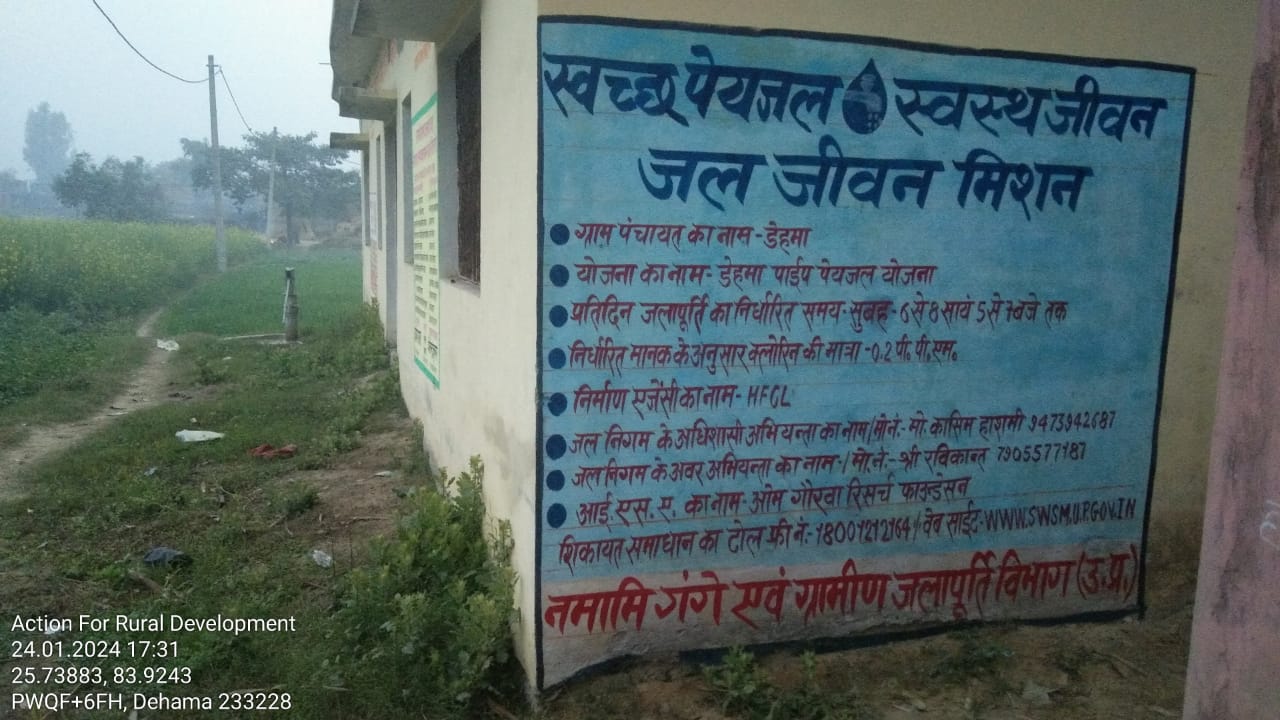 स्वच्छ पेयजल स्वस्थ जीवन
जल जीवन मिशन
ग्राम पंचायत का नाम - डेहमा
योजना का नाम - डेहमा पाईप पेयजल योजना
प्रतिदिन जलापूर्ति का निर्धारित समय - सुबह - 6 से 8 सायं 5 से 7 बजे तक
निर्धारित मानक के अनुसार क्लोरिन की मात्रा - 0.2 पी. पी. एम.
निर्माण एजेंसी का नाम - HFCL
जल निगम के अधिशासी अभियन्ता का नाम/मो.नं. - मो. कासिम हाशमी 9473942687
जल निगम के अवर अभियन्ता का नाम - / मो.नं. - श्री रविकान्त 7905577187
आई. एस. ए. का नाम - ओम गौरवा रिसर्च फाउन्डेसन
शिकायत समाधान का टोल फ्री नं. - 18001212164 / वेब साईट - WWW.SWSM.UP.GOV.IN
नमामि गंगे एवं ग्रामीण जलापूर्ति विभाग (उ.प्र.)
Action For Rural Development
24.01.2024 17:31
25.73883, 83.9243
PWQF+6FH, Dehama 233228